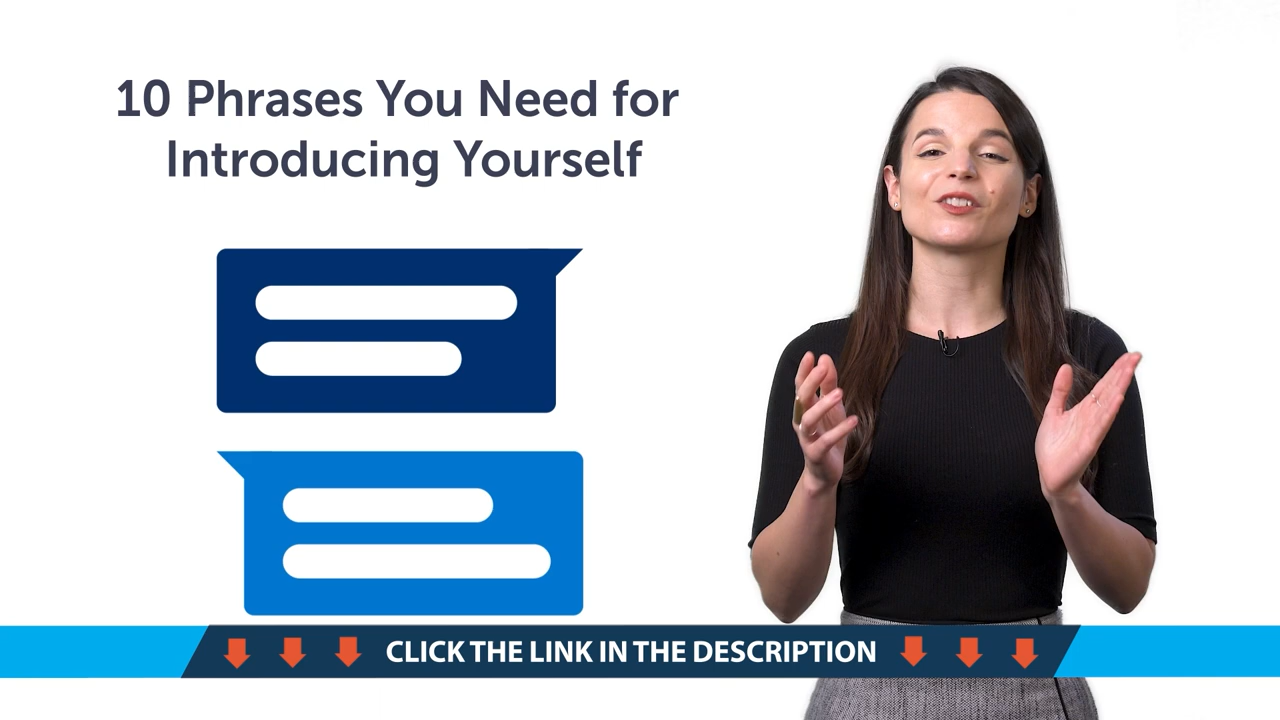 10 Phrases You Need for
Introducing Yourself
CLICK THE LINK IN THE DESCRIPTION